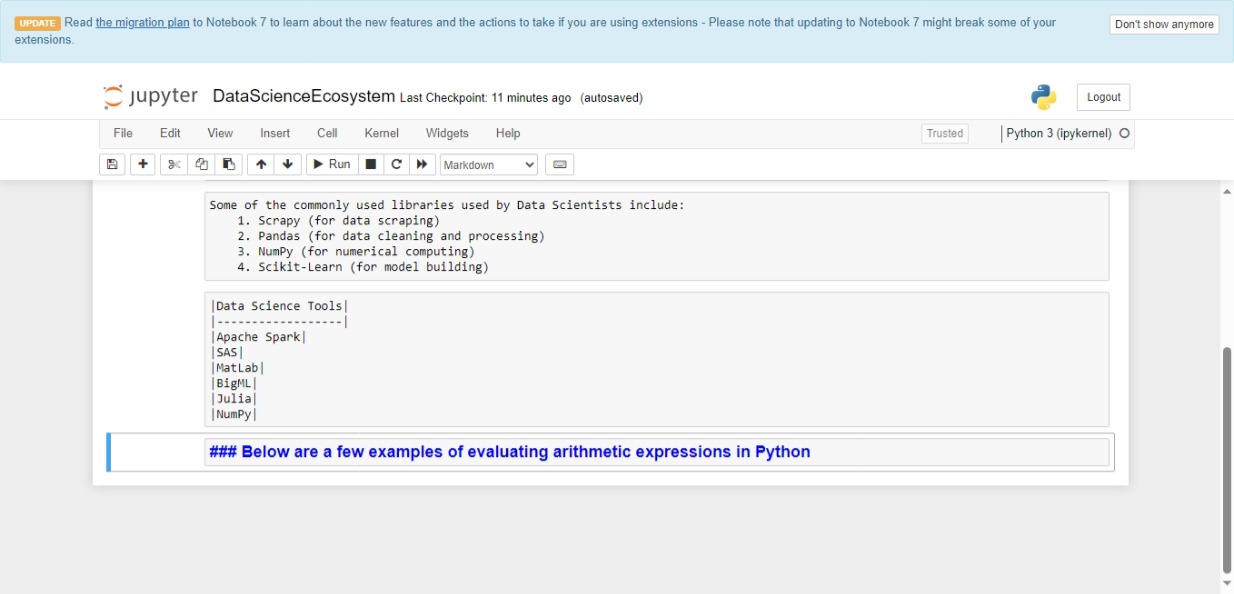 UPDATE Read the migration plan to Notebook 7 to learn about the new features and the actions to take if you are using extensions - Please note that updating to Notebook 7 might break some of your
extensions.
Don't show anymore
jupyter DataScienceEcosystem Last Checkpoint: 11 minutes ago (autosaved)
Logout
File Edit View Insert Cell Kernel Widgets Help
Trusted
Python 3 (ipykernel)
Run
Markdown
Some of the commonly used libraries used by Data Scientists include:
1. Scrapy (for data scraping)
2. Pandas (for data cleaning and processing)
3. NumPy (for numerical computing)
4. Scikit-Learn (for model building)
|Data Science Tools|
|------------------|
|Apache Spark|
|SAS|
|MatLab|
|BigML|
|Julia|
|NumPy|
### Below are a few examples of evaluating arithmetic expressions in Python